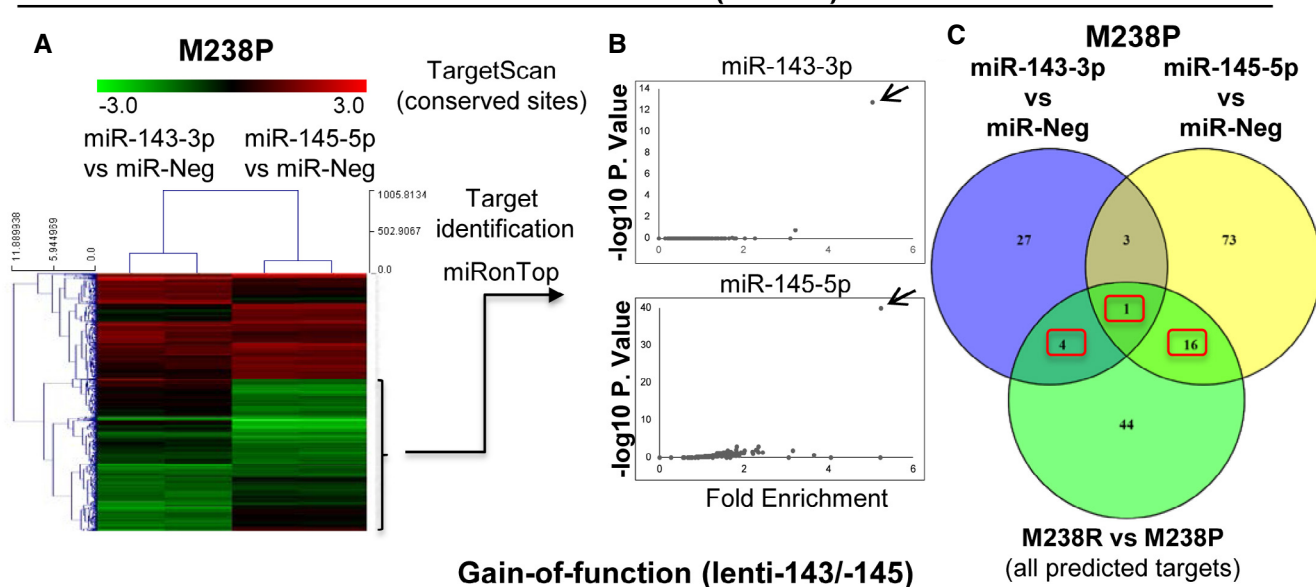 A
M238P
-3.0
3.0
miR-143-3p
vs miR-Neg
miR-145-5p
vs miR-Neg
11.889938
5.944969
0.0
1005.8134
502.9067
0.0
TargetScan
(conserved sites)
Target
identification
miRonTop
B
miR-143-3p
-log10 P. Value
14
12
10
8
6
4
2
0
0
2
4
6
miR-145-5p
-log10 P. Value
40
30
20
10
0
0
2
4
6
Fold Enrichment
C
M238P
miR-143-3p
vs
miR-Neg
miR-145-5p
vs
miR-Neg
27
3
73
1
4
16
44
M238R vs M238P
(all predicted targets)
Gain-of-function (lenti-143/-145)